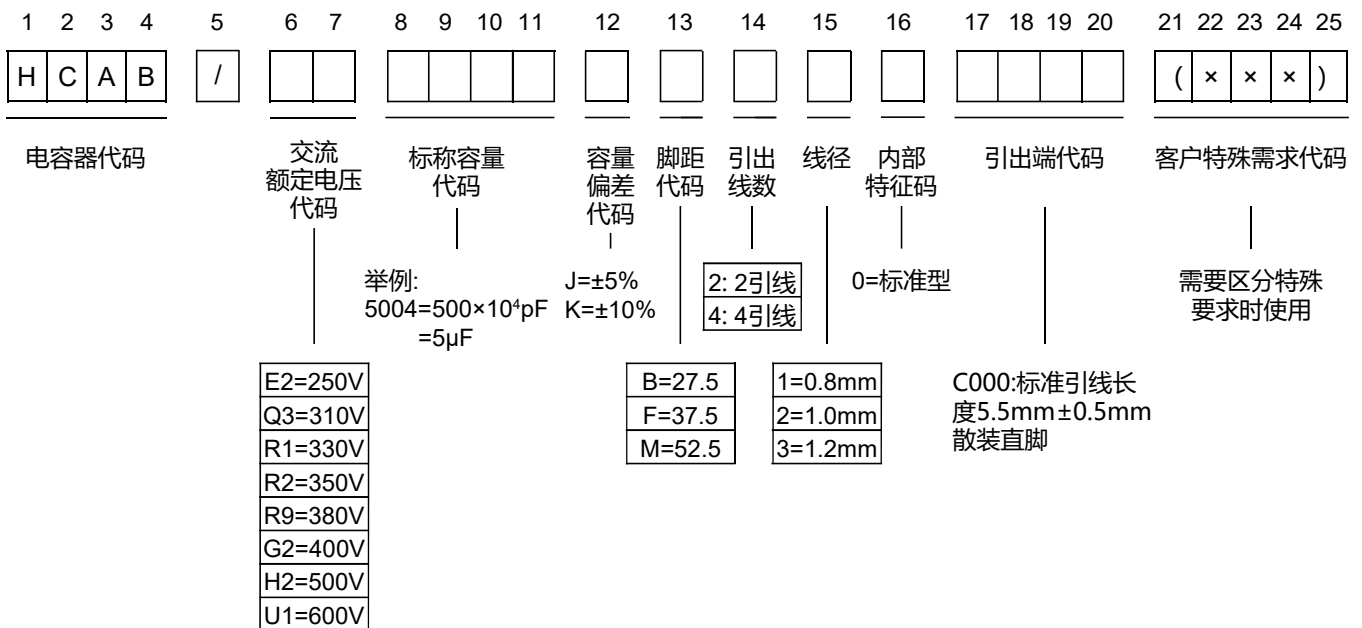 1 2 3 4 5 6 7 8 9 10 11 12 13 14 15 16 17 18 19 20 21 22 23 24 25
H C A B / ( × × × )
电容器代码
交流
额定电压
代码
标称容量
代码
容量
偏差
代码
脚距
代码
引出
线数
线径
内部
特征码
引出端代码
客户特殊需求代码
举例:
5004=500×10⁴pF
=5µF
J=±5%
K=±10%
2: 2引线
4: 4引线
0=标准型
需要区分特殊
要求时使用
E2=250V
Q3=310V
R1=330V
R2=350V
R9=380V
G2=400V
H2=500V
U1=600V
B=27.5
F=37.5
M=52.5
1=0.8mm
2=1.0mm
3=1.2mm
C000:标准引线长
度5.5mm±0.5mm
散装直脚